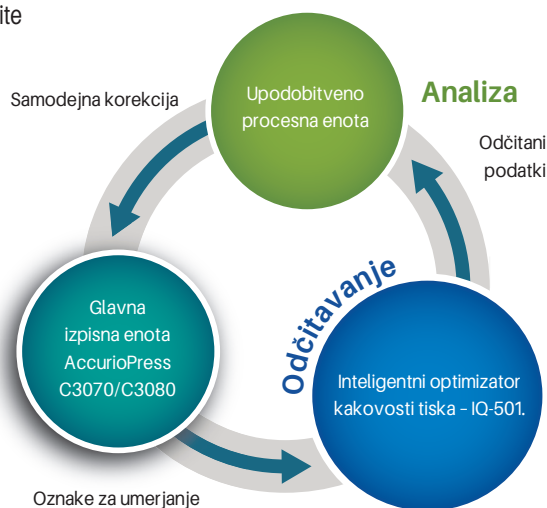 ite
Upodobitveno
procesna enota
Analiza
Samodejna korekcija
Odčitani
podatki
Odčitavanje
Glavna
izpisna enota
AccurioPress
C3070/C3080
Inteligentni optimizator
kakovosti tiska – IQ-501.
Oznake za umerjanje